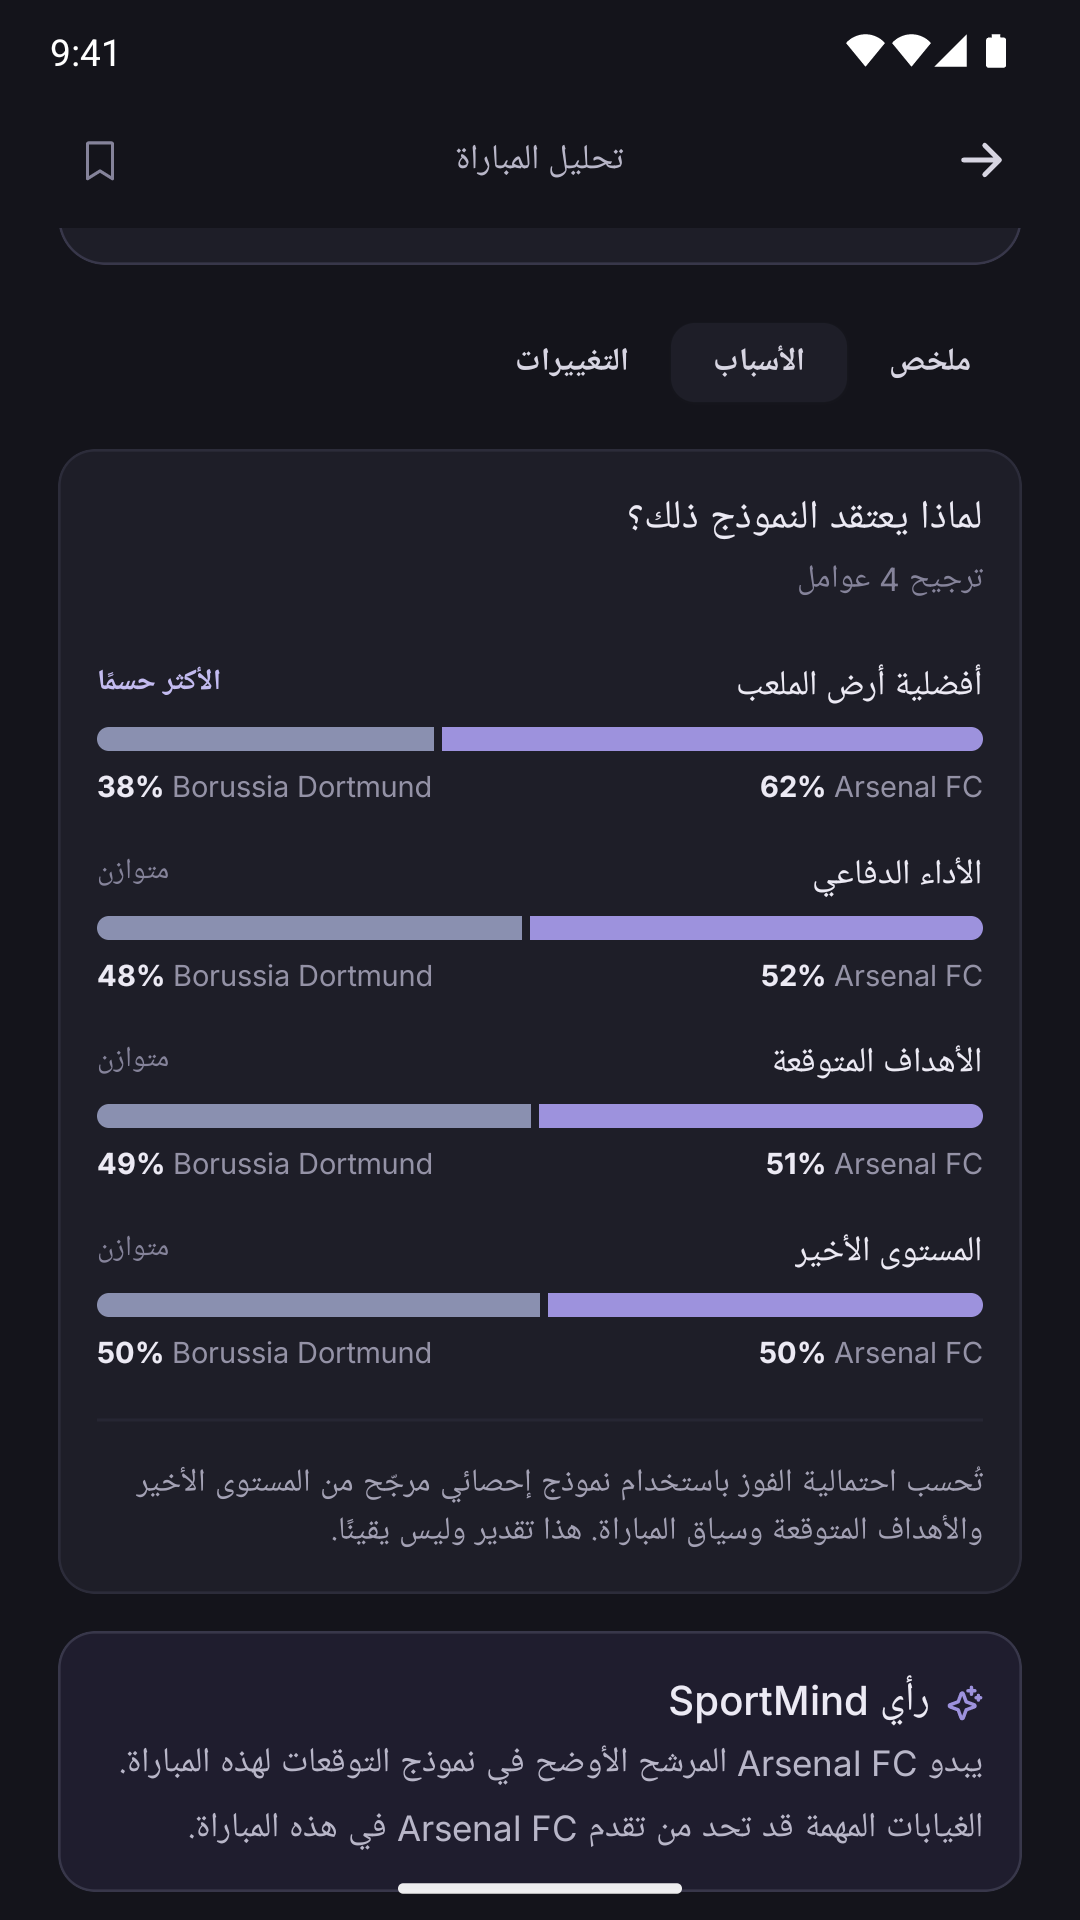 9:41
تحليل المباراة
ملخص
الأسباب
التغييرات
لماذا يعتقد النموذج ذلك؟
ترجيح 4 عوامل
أفضلية أرض الملعب
الأكثر حسمًا
62% Arsenal FC
38% Borussia Dortmund
الأداء الدفاعي
متوازن
52% Arsenal FC
48% Borussia Dortmund
الأهداف المتوقعة
متوازن
51% Arsenal FC
49% Borussia Dortmund
المستوى الأخير
متوازن
50% Arsenal FC
50% Borussia Dortmund
تُحسب احتمالية الفوز باستخدام نموذج إحصائي مرجّح من المستوى الأخير
والأهداف المتوقعة وسياق المباراة. هذا تقدير وليس يقينًا.
رأي SportMind
يبدو Arsenal FC المرشح الأوضح في نموذج التوقعات لهذه المباراة.
الغيابات المهمة قد تحد من تقدم Arsenal FC في هذه المباراة.